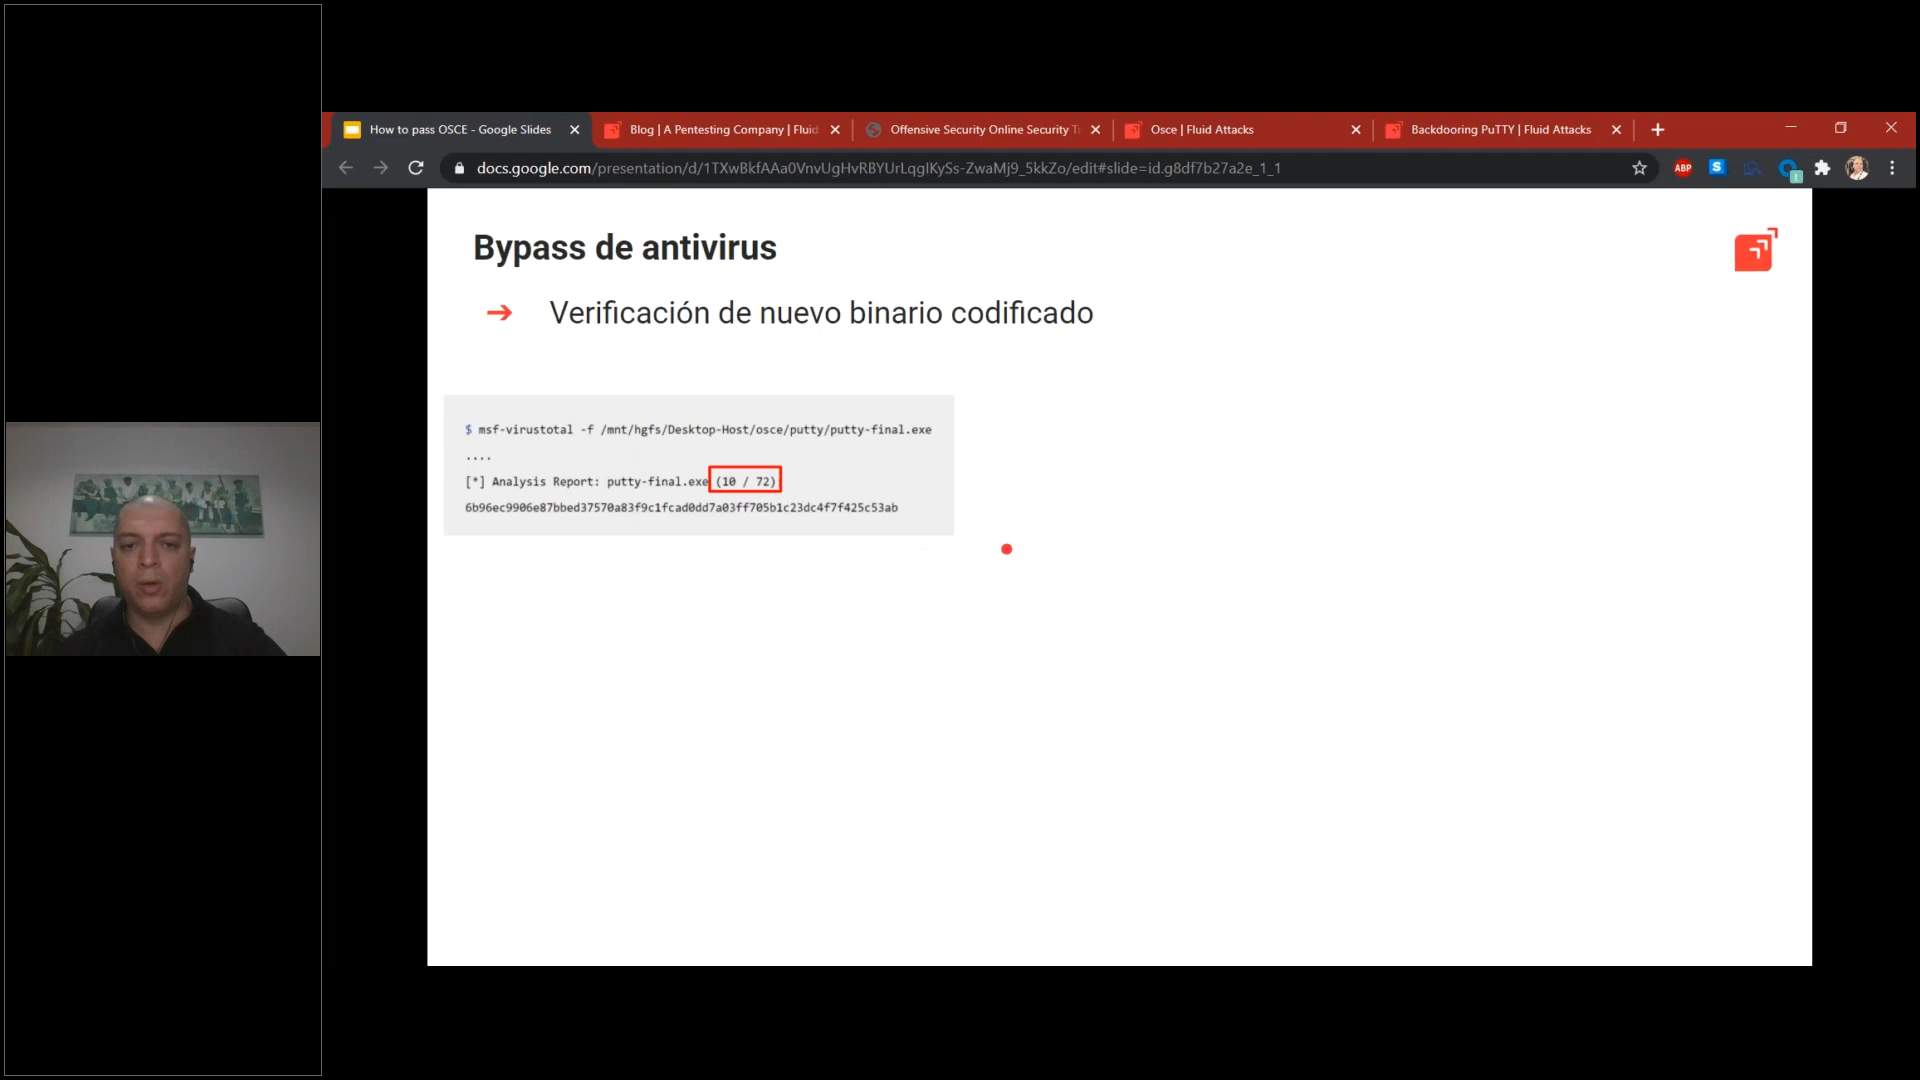 How to pass OSCE - Google Slides
Blog | A Pentesting Company | Fluid
Offensive Security Online Security Tr
Osce | Fluid Attacks
Backdooring PuTTY | Fluid Attacks
docs.google.com/presentation/d/1TXwBkfAAa0VnvUgHvRBYUrLqglKySs-ZwaMj9_5kkZo/edit#slide=id.g8df7b27a2e_1_1
ABP
S
Bypass de antivirus
➔ Verificación de nuevo binario codificado
$ msf-virustotal -f /mnt/hgfs/Desktop-Host/osce/putty/putty-final.exe
....
[*] Analysis Report: putty-final.exe (10 / 72):
6b96ec9906e87bbed37570a83f9c1fcad0dd7a03ff705b1c23dc4f7f425c53ab